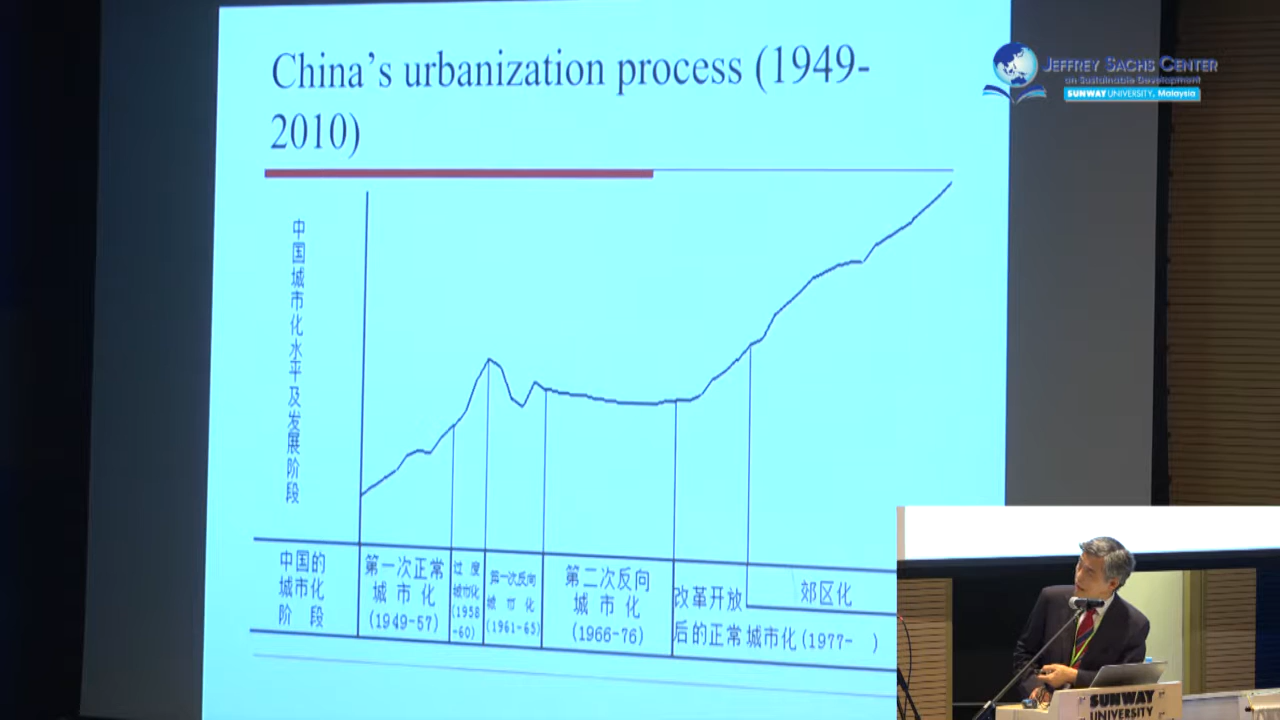 China's urbanization process (1949-
2010)
JEFFREY SACHS CENTER
on Sustainable Development
SUNWAY UNIVERSITY, Malaysia
中国城市化水平及发展阶段
中国的
城市化
阶 段
第一次正常
城 市 化
(1949-57)
过 度
城市化
(1958
-60)
第一次反向
城 市 化
(1961-65)
第二次反向
城 市 化
(1966-76)
改革开放
郊区化
后的正常城市化(1977- )
SUNWAY
UNIVERSITY